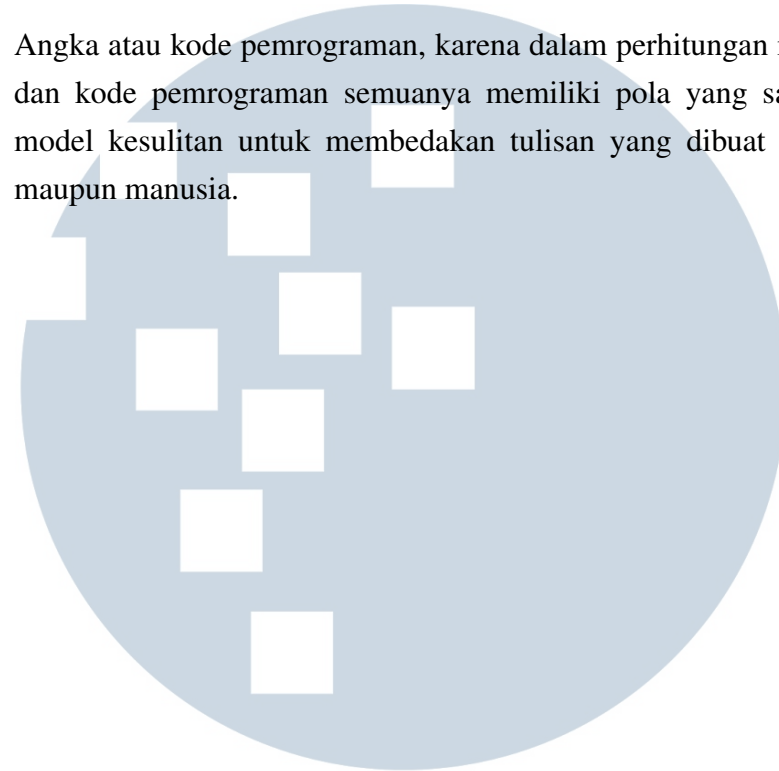 Angka atau kode pemrograman, karena dalam perhitungan
dan kode pemrograman semuanya memiliki pola yang
model kesulitan untuk membedakan tulisan yang dibuat
maupun manusia.